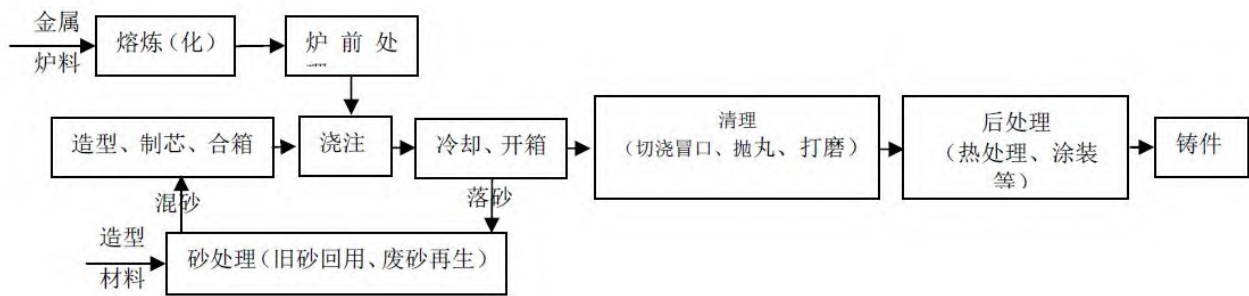 金属
炉料
熔炼(化)
炉 前 处
造型、制芯、合箱
浇注
冷却、开箱
清理
(切浇冒口、抛丸、打磨)
后处理
(热处理、涂装
等)
铸件
混砂
落砂
造型
材料
砂处理(旧砂回用、废砂再生)